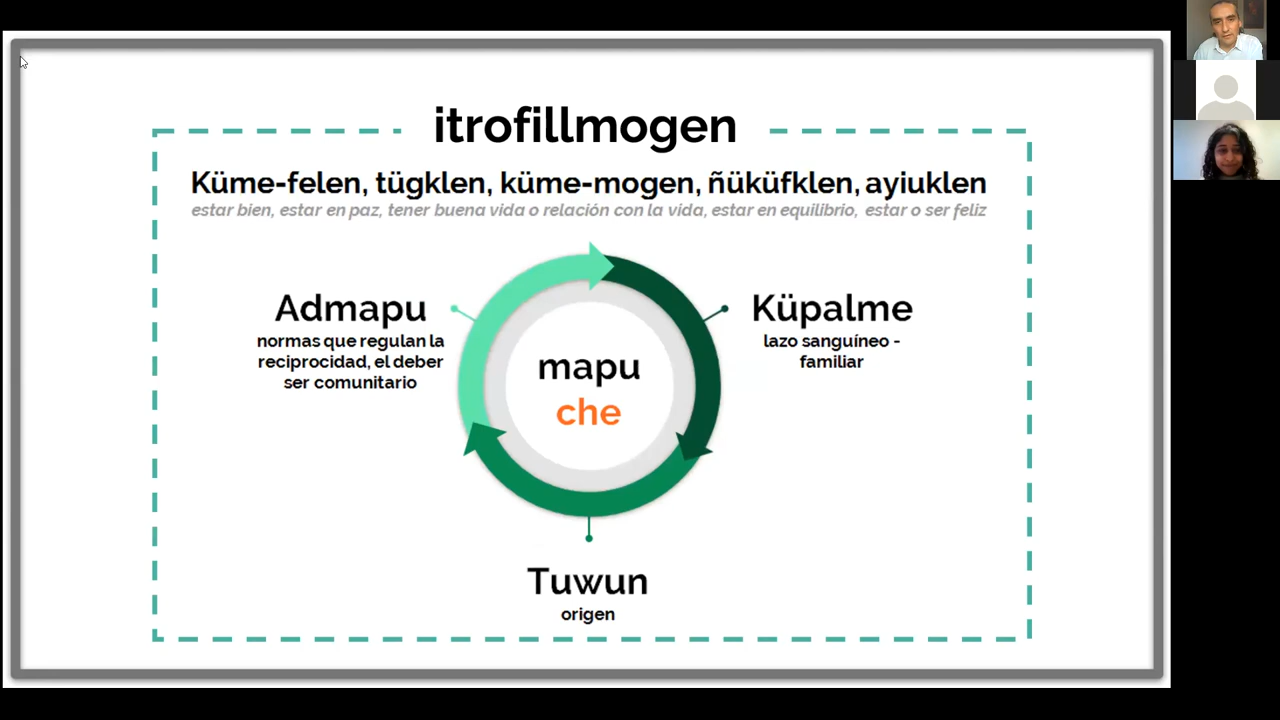 itrofillmogen
Küme-felen, tügklen, küme-mogen, ñüküfklen, ayiuklen
estar bien, estar en paz, tener buena vida o relación con la vida, estar en equilibrio, estar o ser feliz
Admapu
normas que regulan la
reciprocidad, el deber
ser comunitario
mapu
che
Küpalme
lazo sanguíneo -
familiar
Tuwun
origen